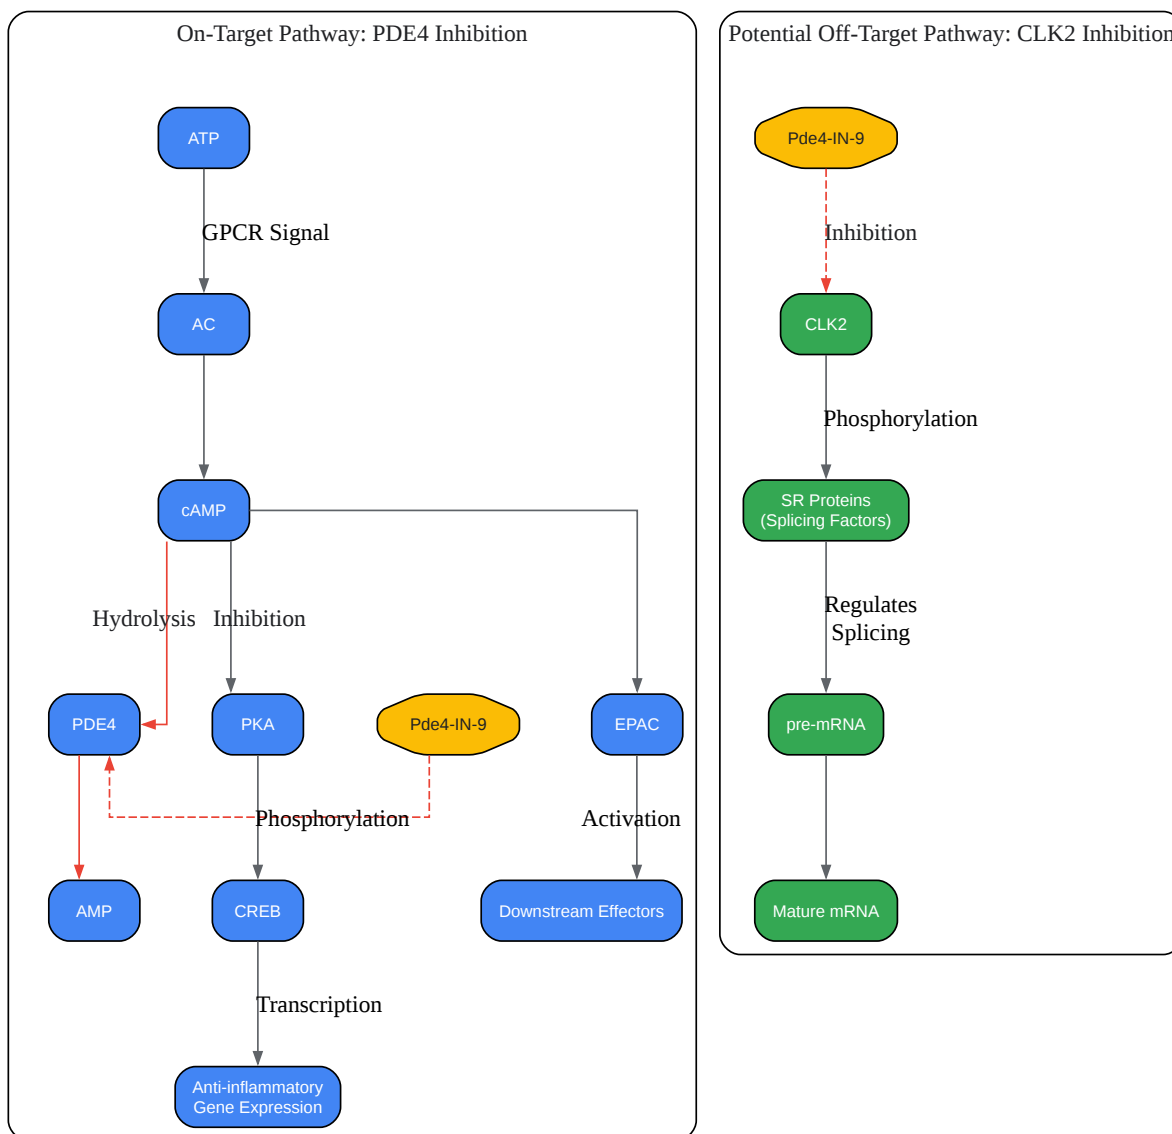 On-Target Pathway: PDE4 Inhibition
ATP
GPCR Signal
AC
cAMP
Hydrolysis
Inhibition
PDE4
PKA
Pde4-IN-9
EPAC
Phosphorylation
Activation
AMP
CREB
Downstream Effectors
Transcription
Anti-inflammatory
Gene Expression
Potential Off-Target Pathway: CLK2 Inhibition
Pde4-IN-9
Inhibition
CLK2
Phosphorylation
SR Proteins
(Splicing Factors)
Regulates
Splicing
pre-mRNA
Mature mRNA